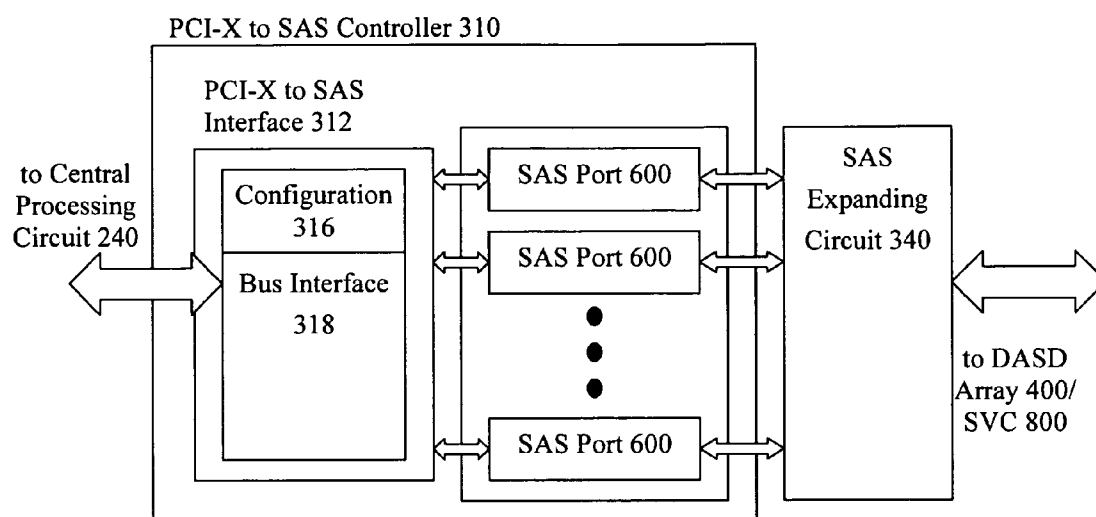 PCI-X to SAS Controller 310
PCI-X to SAS
Interface 312
to Central
Processing
Circuit 240
Configuration
316
Bus Interface
318
SAS Port 600
SAS Port 600
SAS Port 600
SAS
Expanding
Circuit 340
to DASD
Array 400/
SVC 800